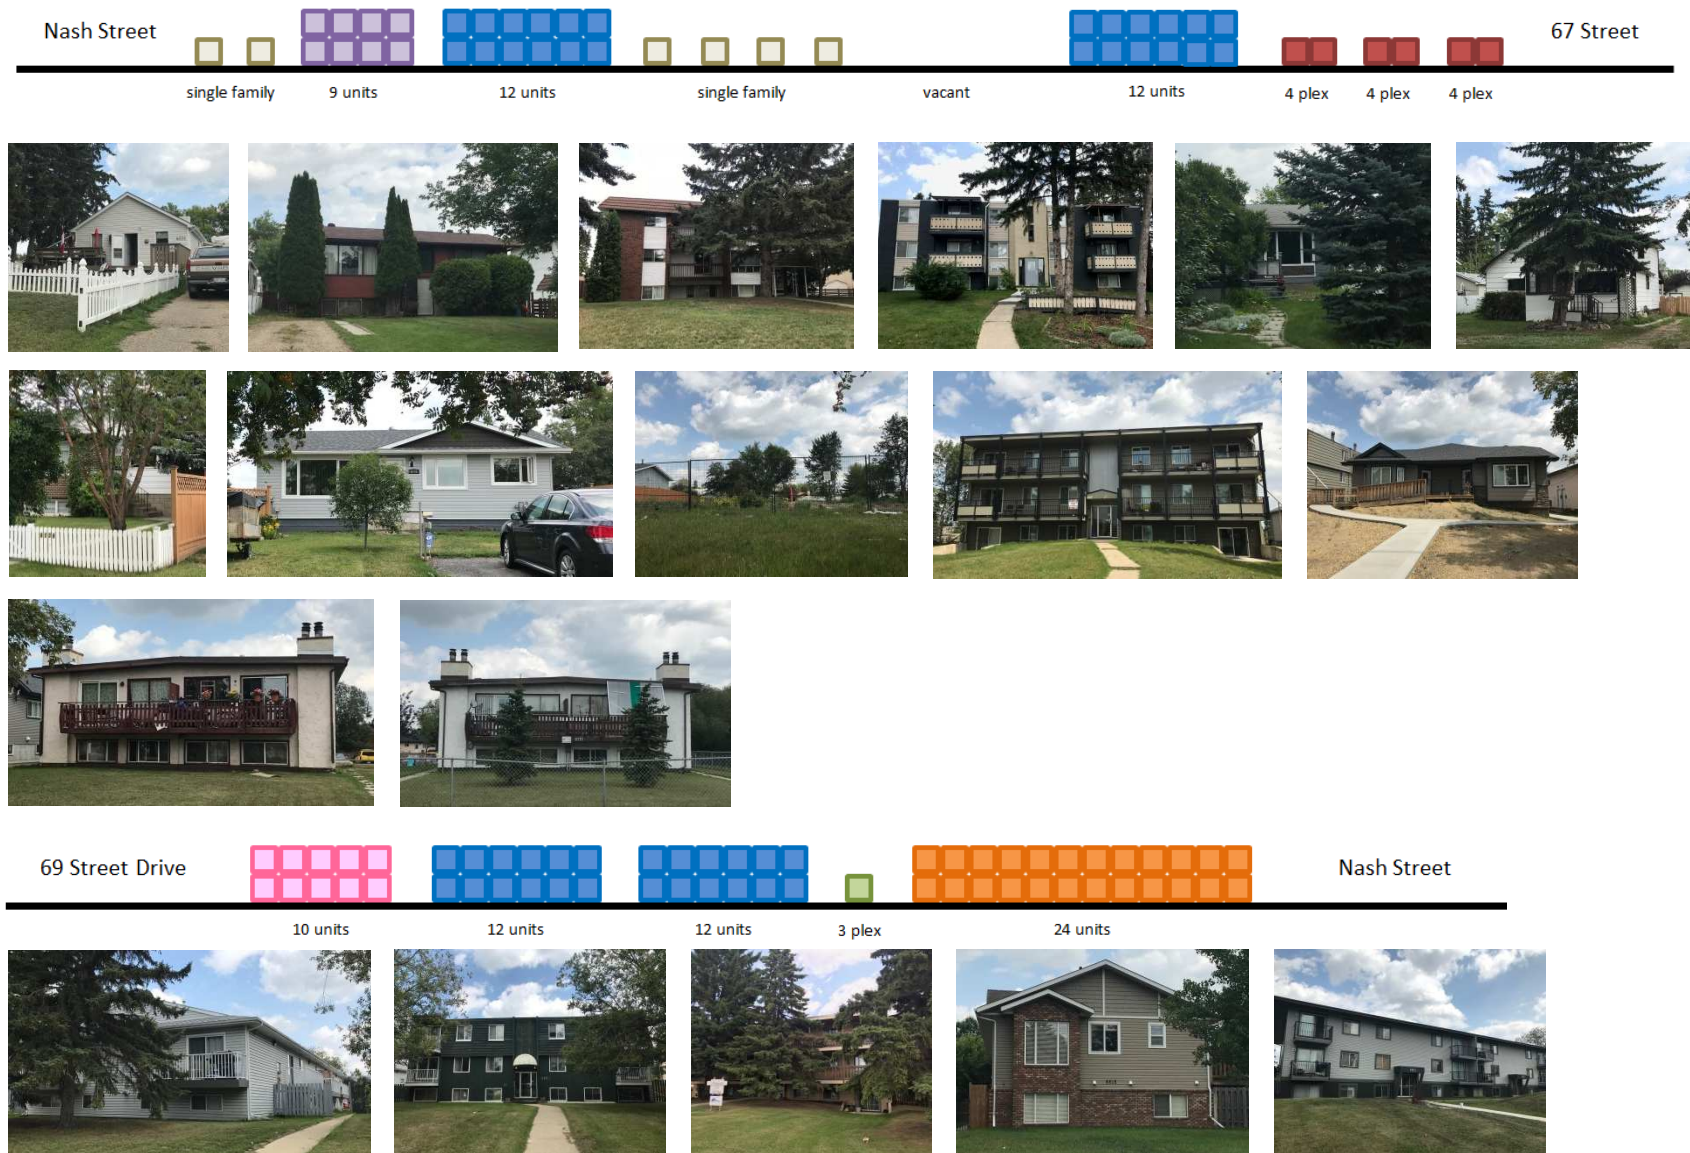 Nash Street
67 Street
single family
9 units
12 units
single family
vacant
12 units
4 plex
4 plex
4 plex
69 Street Drive
Nash Street
10 units
12 units
12 units
3 plex
24 units